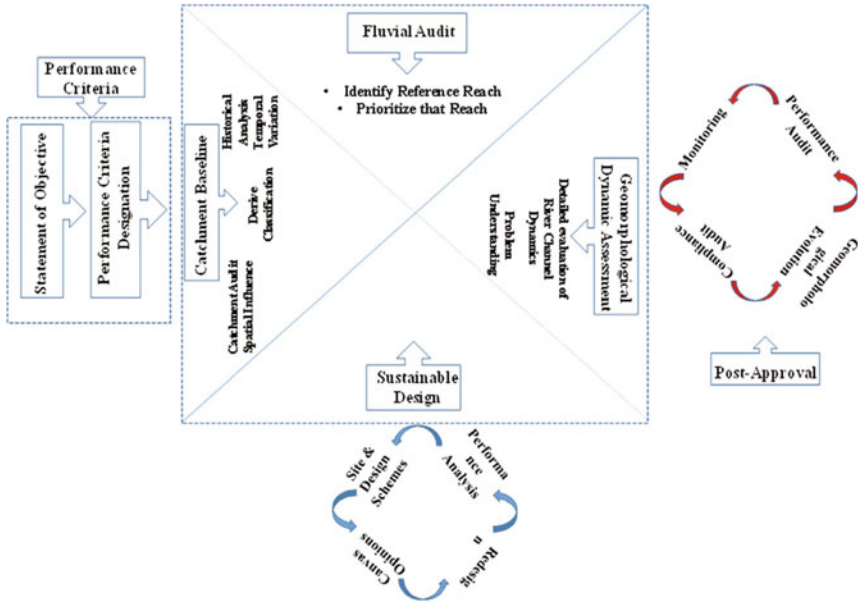 Performance
Criteria
Statement of Objective
Performance Criteria
Designation
Catchment Baseline
Historical
Analysis
Temporal
Variation
Derive
Classification
Catchment Audit
Spatial Influence
Fluvial Audit
• Identify Reference Reach
• Prioritize that Reach
Detailed evaluation of
River Channel
Dynamics
Problem
Understanding
Geomorphological
Dynamic Assessment
Sustainable
Design
Site &
Design
Schemes
Canvas
Opinions
Redesig
n
Performa
nce
Analysis
Monitoring
Compliance
Audit
Geomorpholo
gical
Evolution
Performance
Audit
Post-Approval